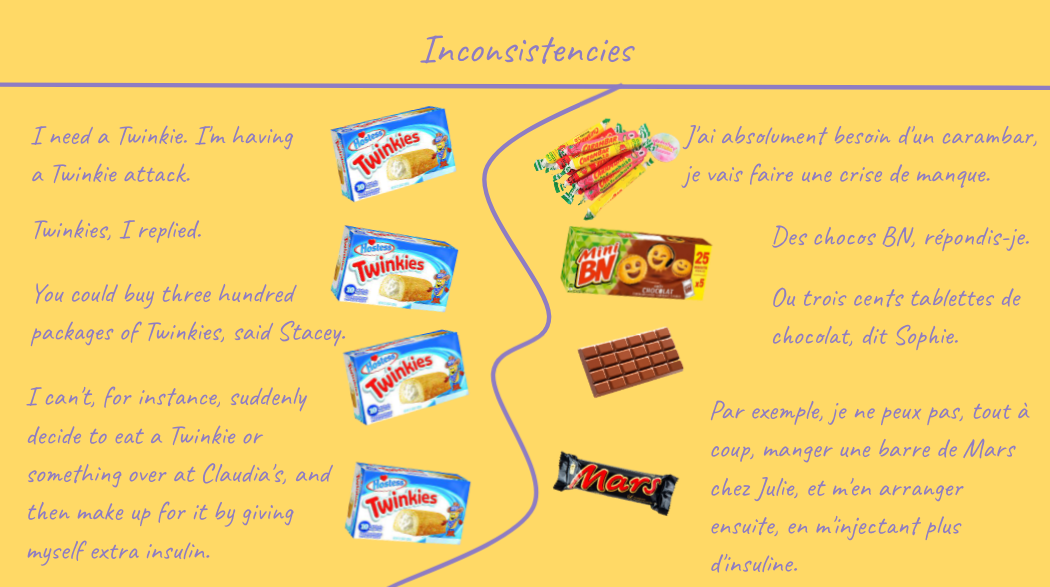 Inconsistencies
I need a Twinkie. I'm having
a Twinkie attack.
Twinkies, I replied.
You could buy three hundred
packages of Twinkies, said Stacey.
I can't, for instance, suddenly
decide to eat a Twinkie or
something over at Claudia's, and
then make up for it by giving
myself extra insulin.
Hostess
Twinkies
Hostess
Twinkies
Hostess
Twinkies
Hostess
Twinkies
CARAMBAR
J'ai absolument besoin d'un carambar,
je vais faire une crise de manque.
MINI
BN
25
x5
CHOCOLAT
Des chocos BN, répondis-je.
Ou trois cents tablettes de
chocolat, dit Sophie.
Mars
Par exemple, je ne peux pas, tout à
coup, manger une barre de Mars
chez Julie, et m'en arranger
ensuite, en m'injectant plus
d'insuline.